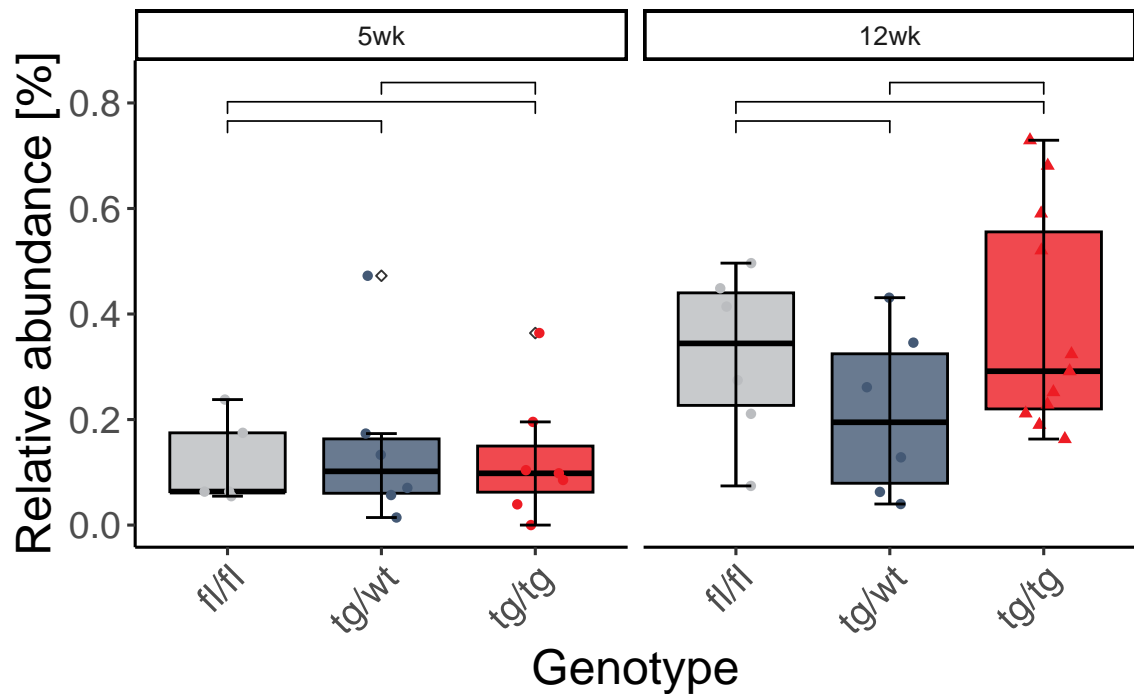 5wk
12wk
Relative abundance [%]
0.8
0.6
0.4
0.2
0.0
fl/fl
tg/wt
tg/tg
fl/fl
tg/wt
tg/tg
Genotype